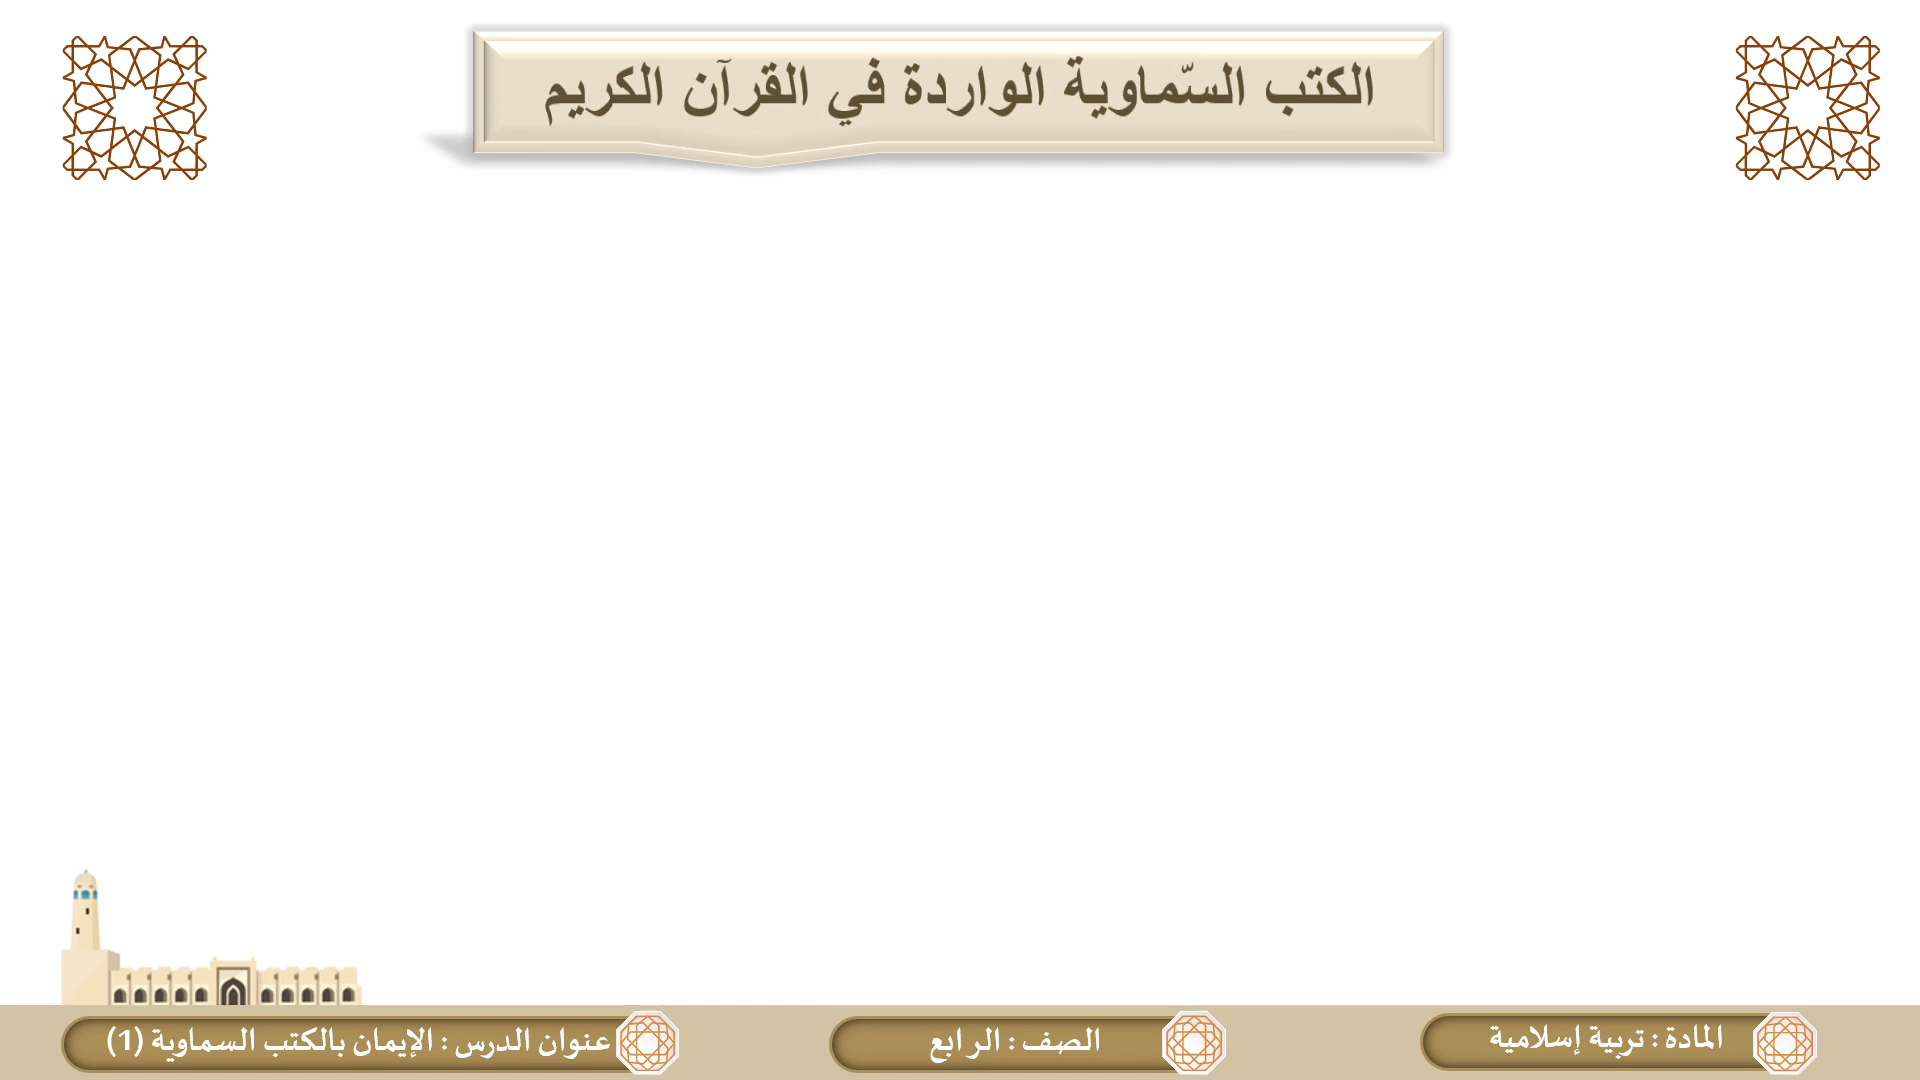 الكتب السّماوية الواردة في القرآن الكريم
المادة : تربية إسلامية
الصف : الرابع
عنوان الدرس : الإيمان بالكتب السماوية (1)